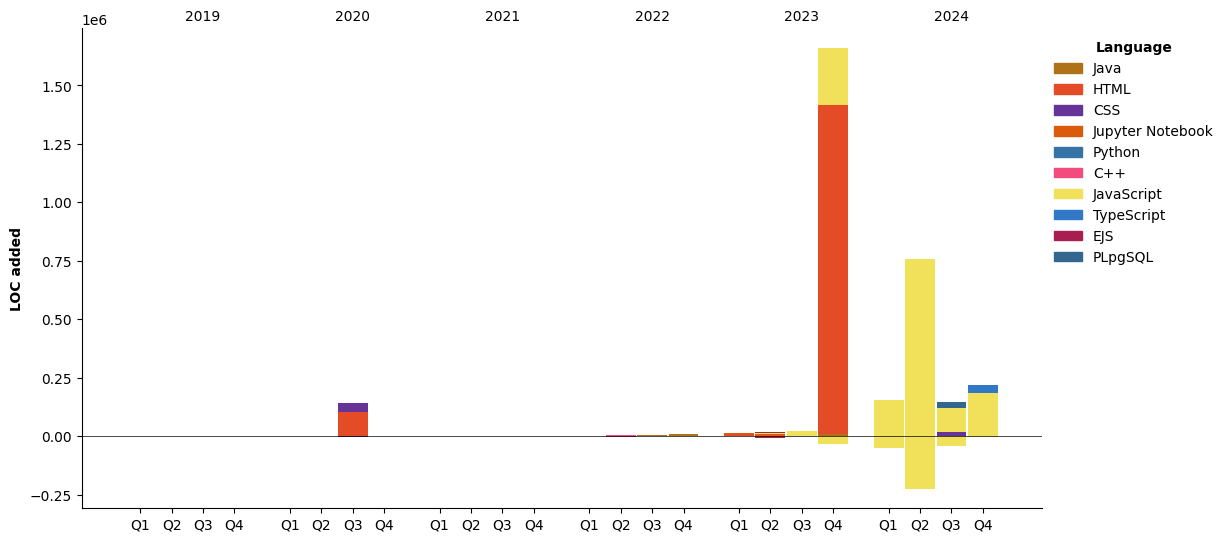 1e6
2019 2020 2021 2022 2023 2024
Language
Java
HTML
CSS
Jupyter Notebook
Python
C++
JavaScript
TypeScript
EJS
PLpgSQL
LOC added
1.50
1.25
1.00
0.75
0.50
0.25
0.00
−0.25
Q1 Q2 Q3 Q4 Q1 Q2 Q3 Q4 Q1 Q2 Q3 Q4 Q1 Q2 Q3 Q4 Q1 Q2 Q3 Q4 Q1 Q2 Q3 Q4